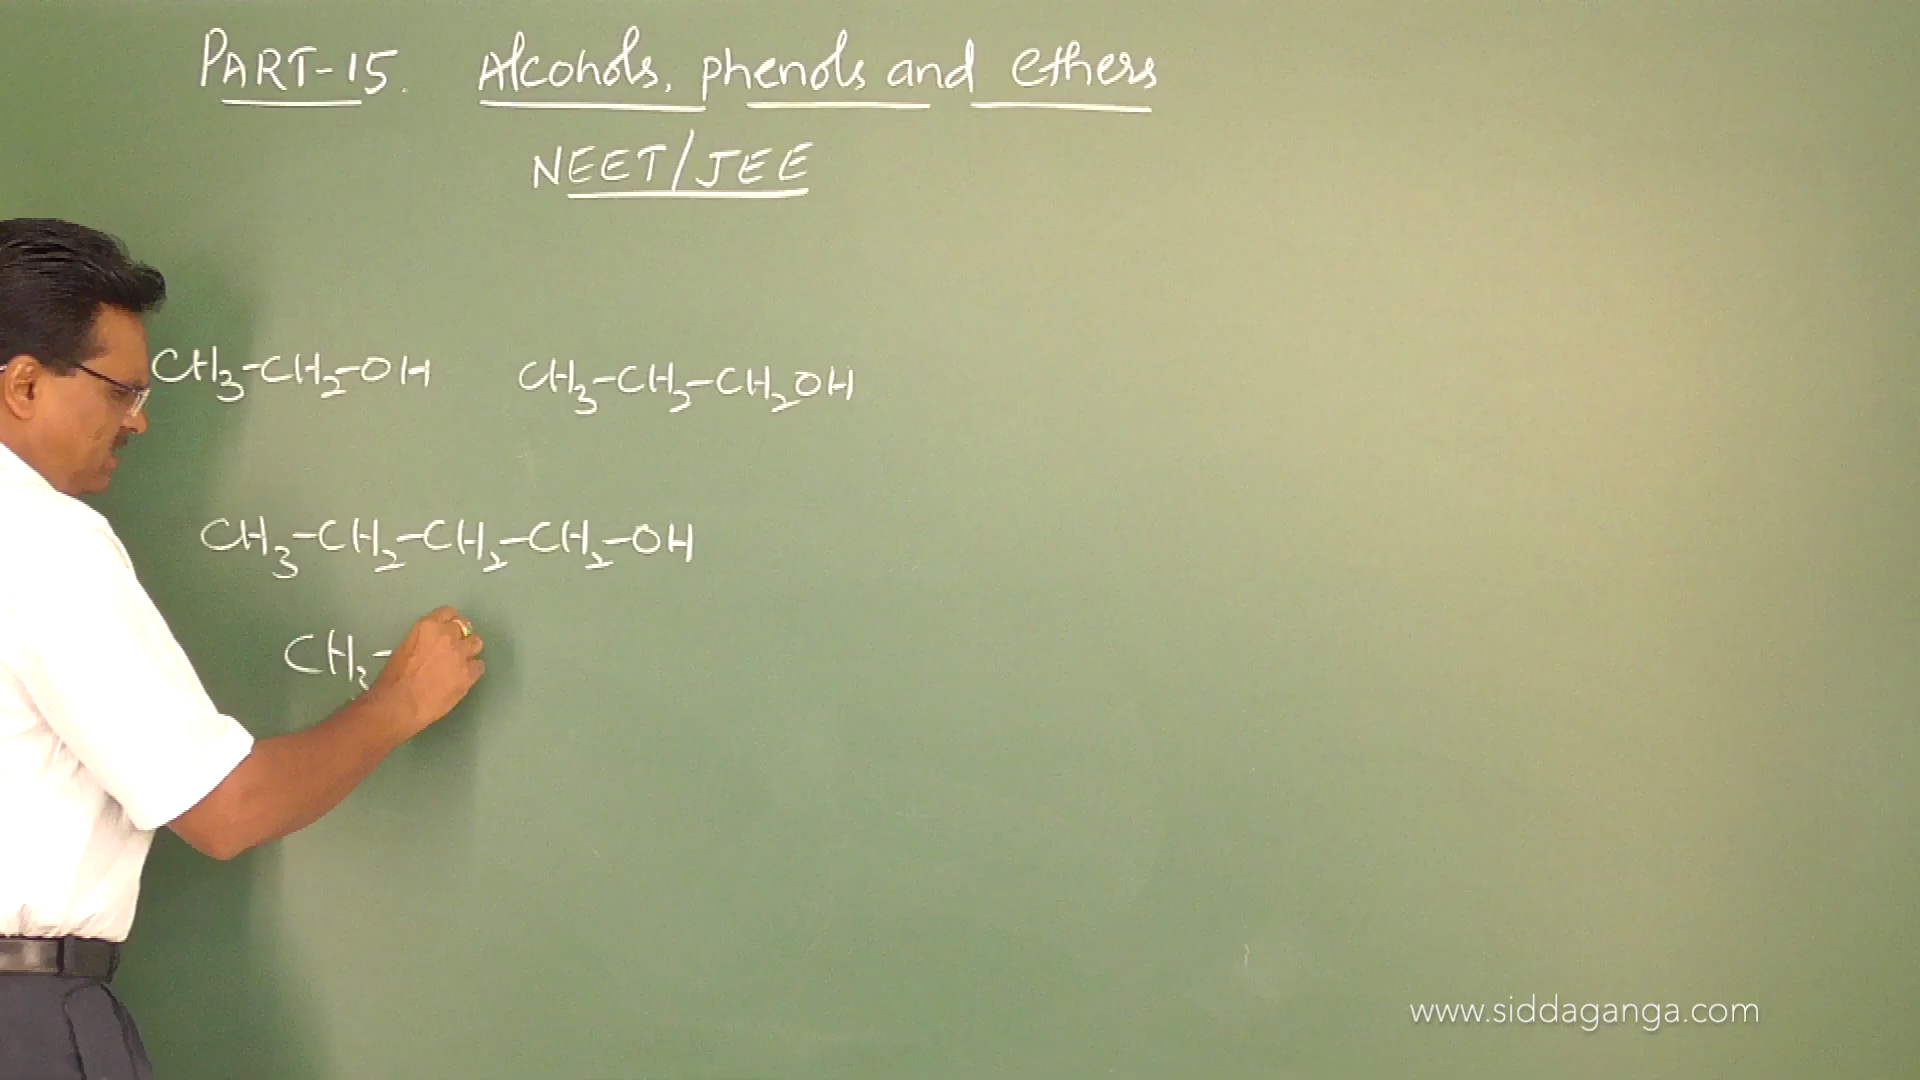 PART-15. Alcohols, phenols and ethers
NEET/JEE
CH₃-CH₂-OH CH₃-CH₂-CH₂OH
CH₃-CH₂-CH₂-CH₂-OH
CH₃-
www.siddaganga.com